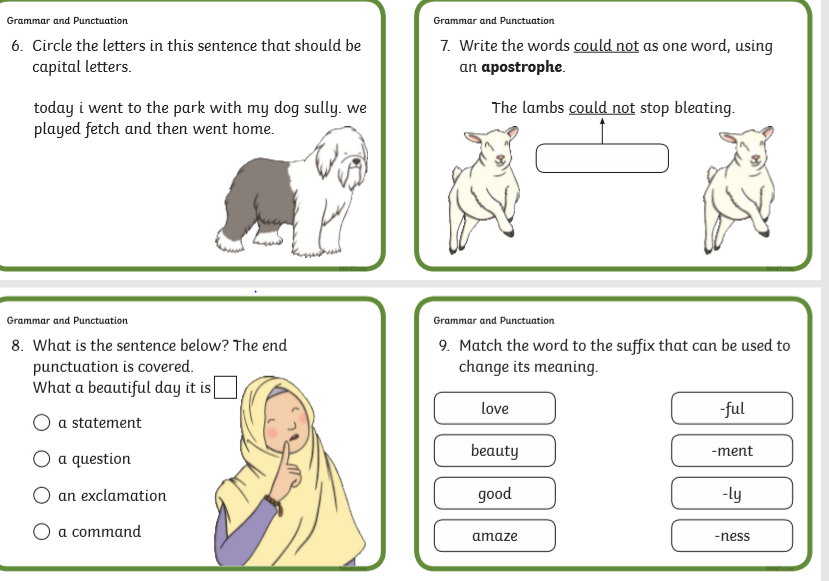 Grammar and Punctuation
6. Circle the letters in this sentence that should be
capital letters.
today i went to the park with my dog sully. we
played fetch and then went home.
Grammar and Punctuation
7. Write the words could not as one word, using
an apostrophe.
The lambs could not stop bleating.
Grammar and Punctuation
8. What is the sentence below? The end
punctuation is covered.
What a beautiful day it is
a statement
a question
an exclamation
a command
Grammar and Punctuation
9. Match the word to the suffix that can be used to
change its meaning.
love
-ful
beauty
-ment
good
-ly
amaze
-ness